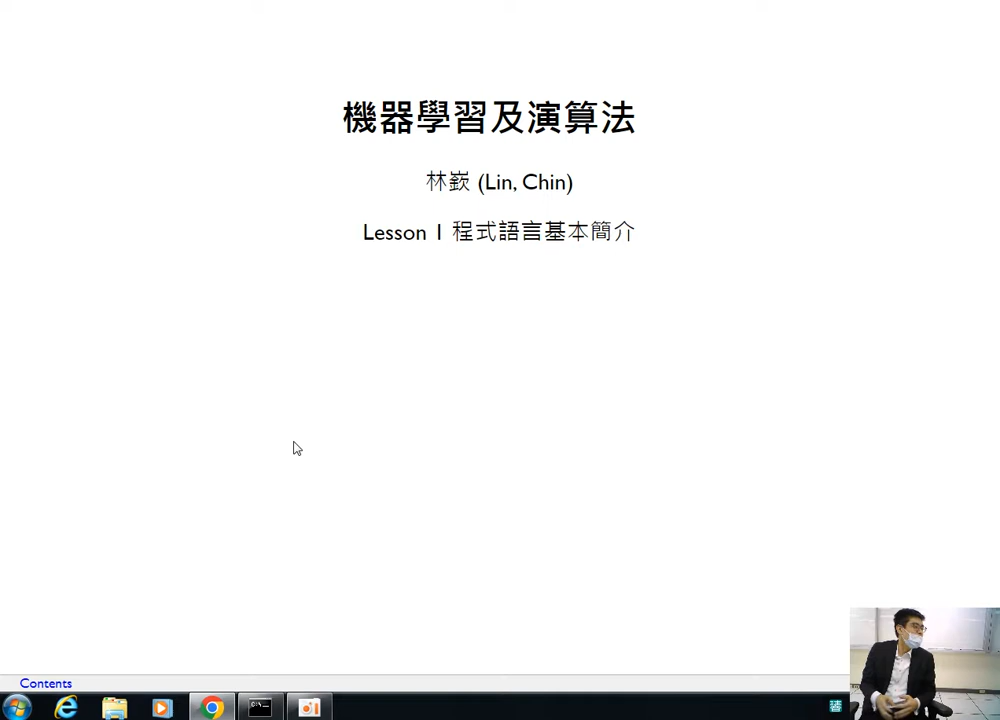 機器學習及演算法
林嶔 (Lin, Chin)
Lesson 1 程式語言基本簡介
Contents